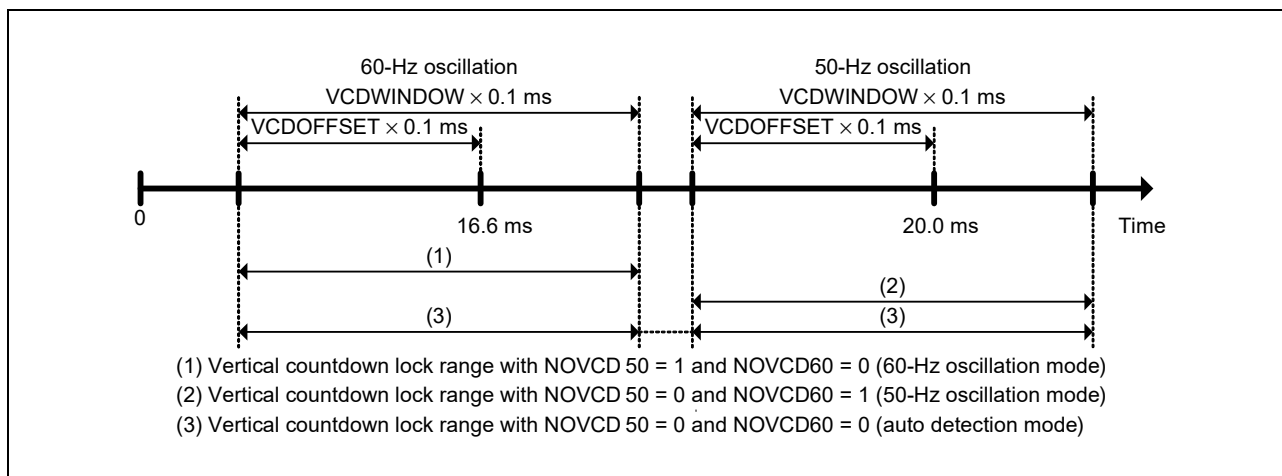 60-Hz oscillation
50-Hz oscillation
VCDWINDOW × 0.1 ms
VCDWINDOW × 0.1 ms
VCDOFFSET × 0.1 ms
VCDOFFSET × 0.1 ms
0
16.6 ms
20.0 ms
Time
(1)
(2)
(3)
(3)
(1) Vertical countdown lock range with NOVCD 50 = 1 and NOVCD60 = 0 (60-Hz oscillation mode)
(2) Vertical countdown lock range with NOVCD 50 = 0 and NOVCD60 = 1 (50-Hz oscillation mode)
(3) Vertical countdown lock range with NOVCD 50 = 0 and NOVCD60 = 0 (auto detection mode)